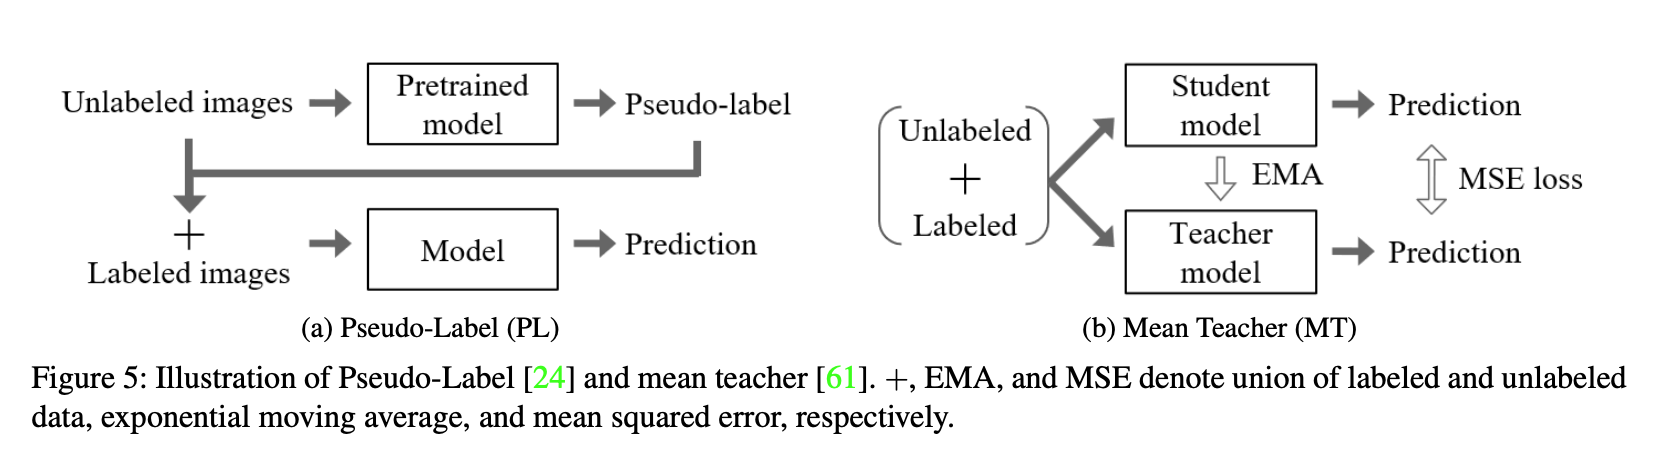 Unlabeled images
Pretrained
model
Pseudo-label
+
Labeled images
Model
Prediction
(a) Pseudo-Label (PL)
Unlabeled
+
Labeled
Student
model
Prediction
EMA
MSE loss
Teacher
model
Prediction
(b) Mean Teacher (MT)
Figure 5: Illustration of Pseudo-Label [24] and mean teacher [61]. +, EMA, and MSE denote union of labeled and unlabeled
data, exponential moving average, and mean squared error, respectively.